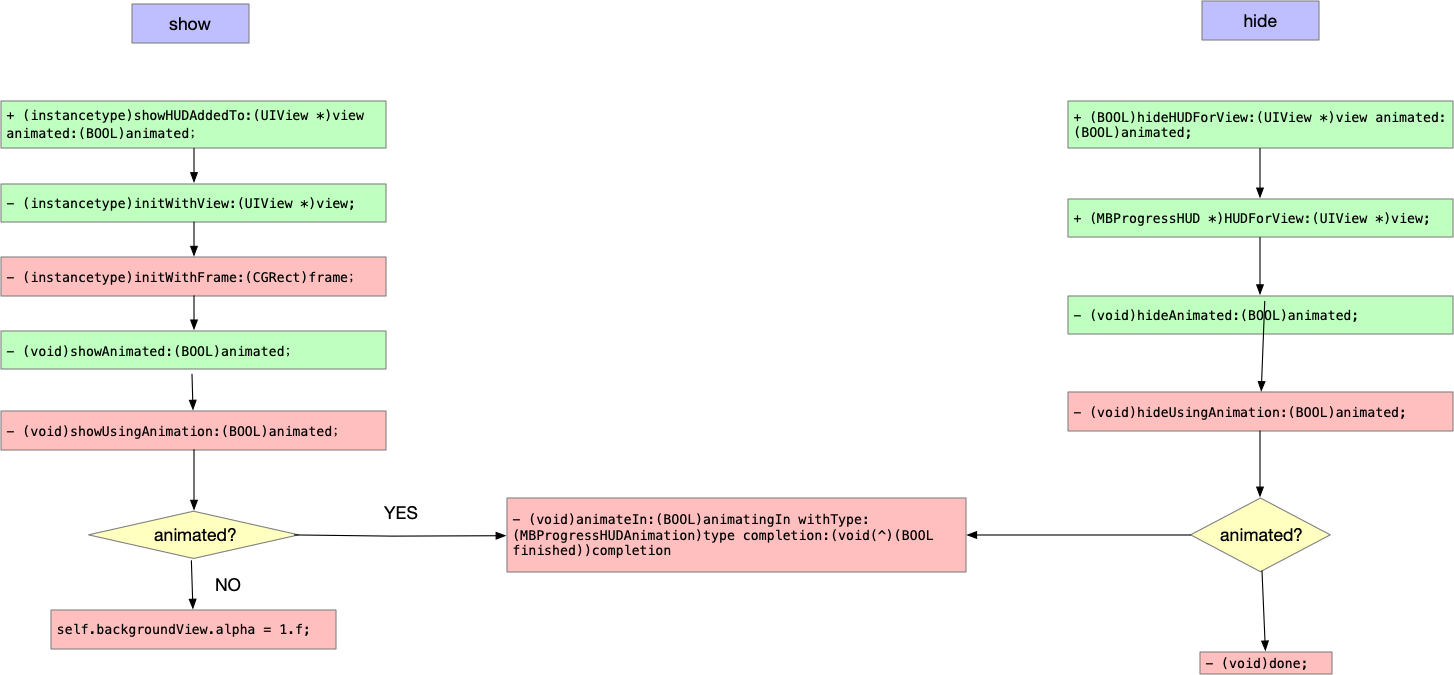 show
hide
+ (instancetype)showHUDAddedTo:(UIView *)view
animated:(BOOL)animated;
- (instancetype)initWithView:(UIView *)view;
- (instancetype)initWithFrame:(CGRect)frame;
- (void)showAnimated:(BOOL)animated;
- (void)showUsingAnimation:(BOOL)animated;
animated?
YES
NO
self.backgroundView.alpha = 1.f;
- (void)animateIn:(BOOL)animatingIn withType:
(MBProgressHUDAnimation)type completion:(void(^)(BOOL
finished))completion
+ (BOOL)hideHUDForView:(UIView *)view animated:
(BOOL)animated;
+ (MBProgressHUD *)HUDForView:(UIView *)view;
- (void)hideAnimated:(BOOL)animated;
- (void)hideUsingAnimation:(BOOL)animated;
animated?
- (void)done;